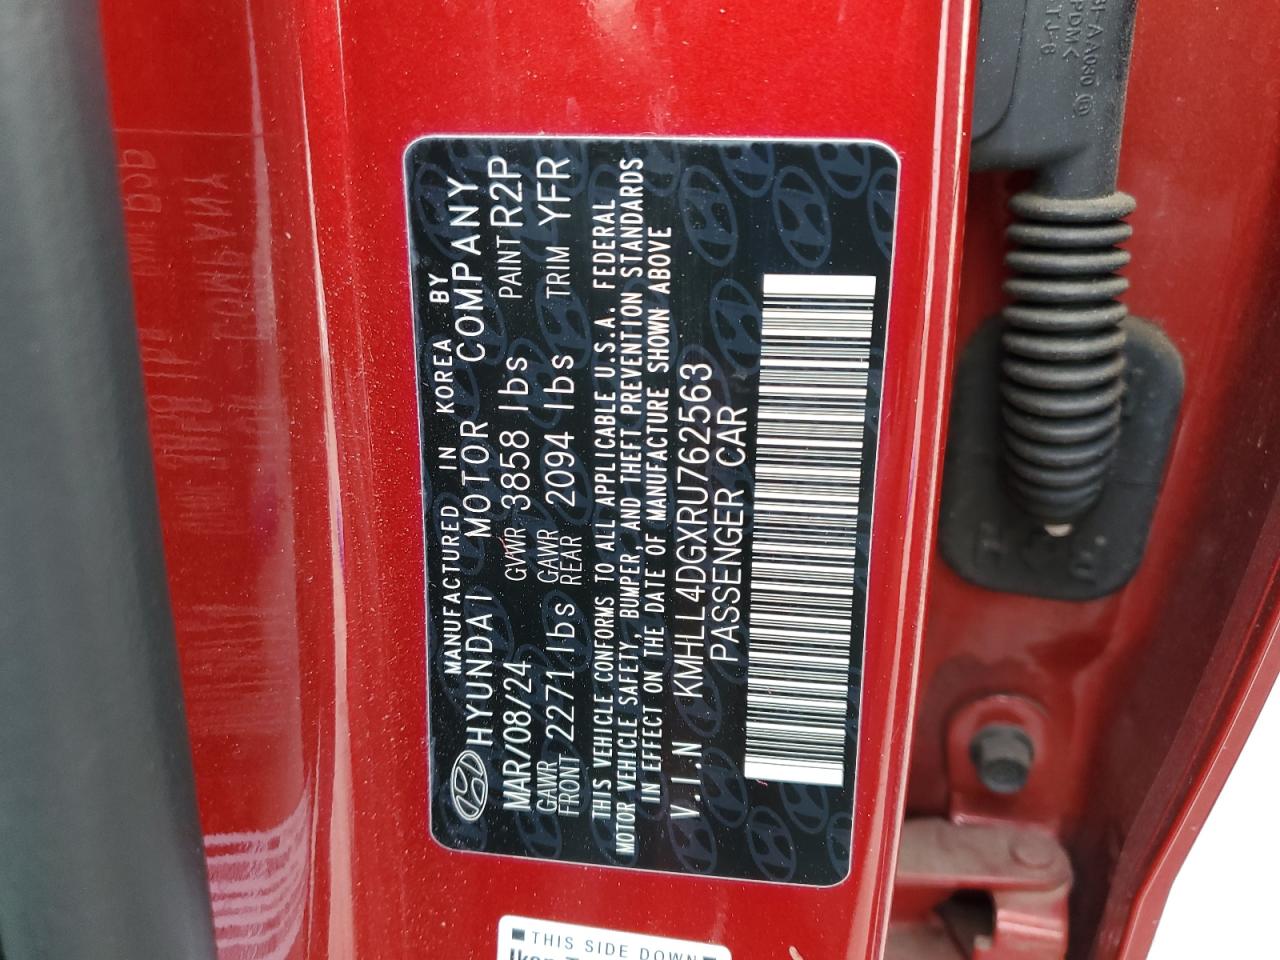 MANUFACTURED IN KOREA BY
HYUNDAI MOTOR COMPANY
MAR/08/24 GVWR 3858 lbs PAINT R2P
GAWR FRONT 2271 lbs GAWR REAR 2094 lbs TRIM YFR
THIS VEHICLE CONFORMS TO ALL APPLICABLE U.S.A. FEDERAL
MOTOR VEHICLE SAFETY, BUMPER, AND THEFT PREVENTION STANDARDS
IN EFFECT ON THE DATE OF MANUFACTURE SHOWN ABOVE
V.I.N KMHLL4DGXRU762563
PASSENGER CAR
THIS SIDE DOWN